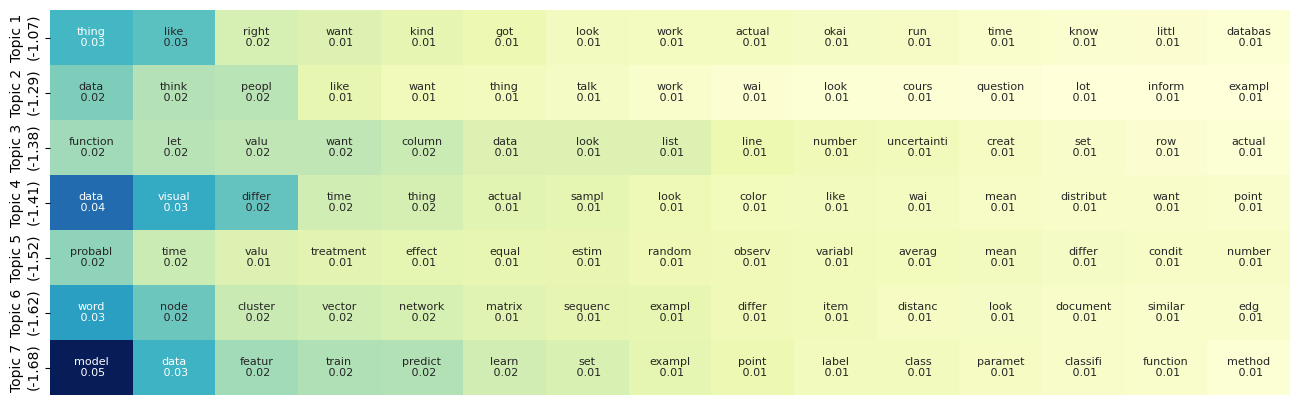 Topic 1
(-1.07)
thing like right want kind got look work actual okai run time know littl databas
0.03 0.03 0.02 0.01 0.01 0.01 0.01 0.01 0.01 0.01 0.01 0.01 0.01 0.01 0.01
Topic 2
(-1.29)
data think peopl like want thing talk work wai look cours question lot inform exampl
0.02 0.02 0.02 0.01 0.01 0.01 0.01 0.01 0.01 0.01 0.01 0.01 0.01 0.01 0.01
Topic 3
(-1.38)
function let valu want column data look list line number uncertainti creat set row actual
0.02 0.02 0.02 0.02 0.02 0.01 0.01 0.01 0.01 0.01 0.01 0.01 0.01 0.01 0.01
Topic 4
(-1.41)
data visual differ time thing actual sampl look color like wai mean distribut want point
0.04 0.03 0.02 0.02 0.02 0.01 0.01 0.01 0.01 0.01 0.01 0.01 0.01 0.01 0.01
Topic 5
(-1.52)
probabl time valu treatment effect equal estim random observ variabl averag mean differ condit number
0.02 0.02 0.01 0.01 0.01 0.01 0.01 0.01 0.01 0.01 0.01 0.01 0.01 0.01 0.01
Topic 6
(-1.62)
word node cluster vector network matrix sequenc exampl differ item distanc look document similar edg
0.03 0.02 0.02 0.02 0.02 0.01 0.01 0.01 0.01 0.01 0.01 0.01 0.01 0.01 0.01
Topic 7
(-1.68)
model data featur train predict learn set exampl point label class paramet classifi function method
0.05 0.03 0.02 0.02 0.02 0.02 0.01 0.01 0.01 0.01 0.01 0.01 0.01 0.01 0.01